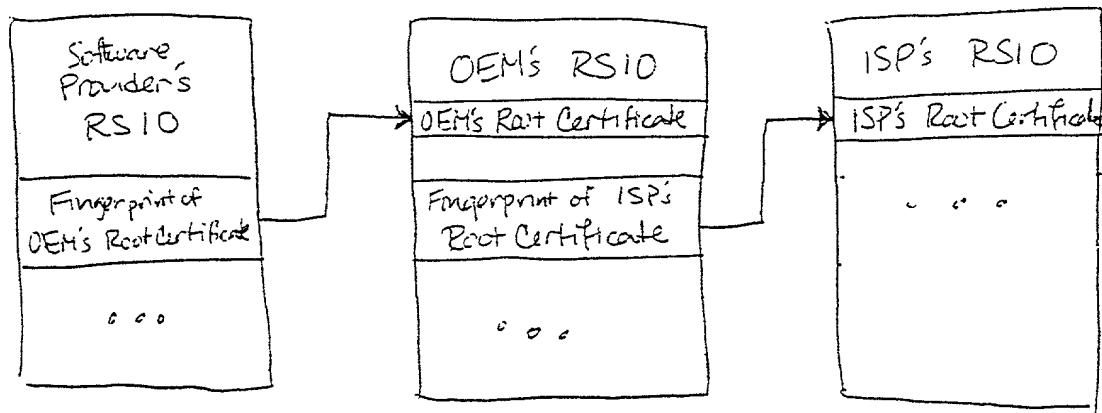 Software
Provider's
RSIO
Fingerprint of
OEM's Root Certificate
OEM's RSIO
OEM's Root Certificate
Fingerprint of ISP's
Root Certificate
ISP's RSIO
ISP's Root Certificate